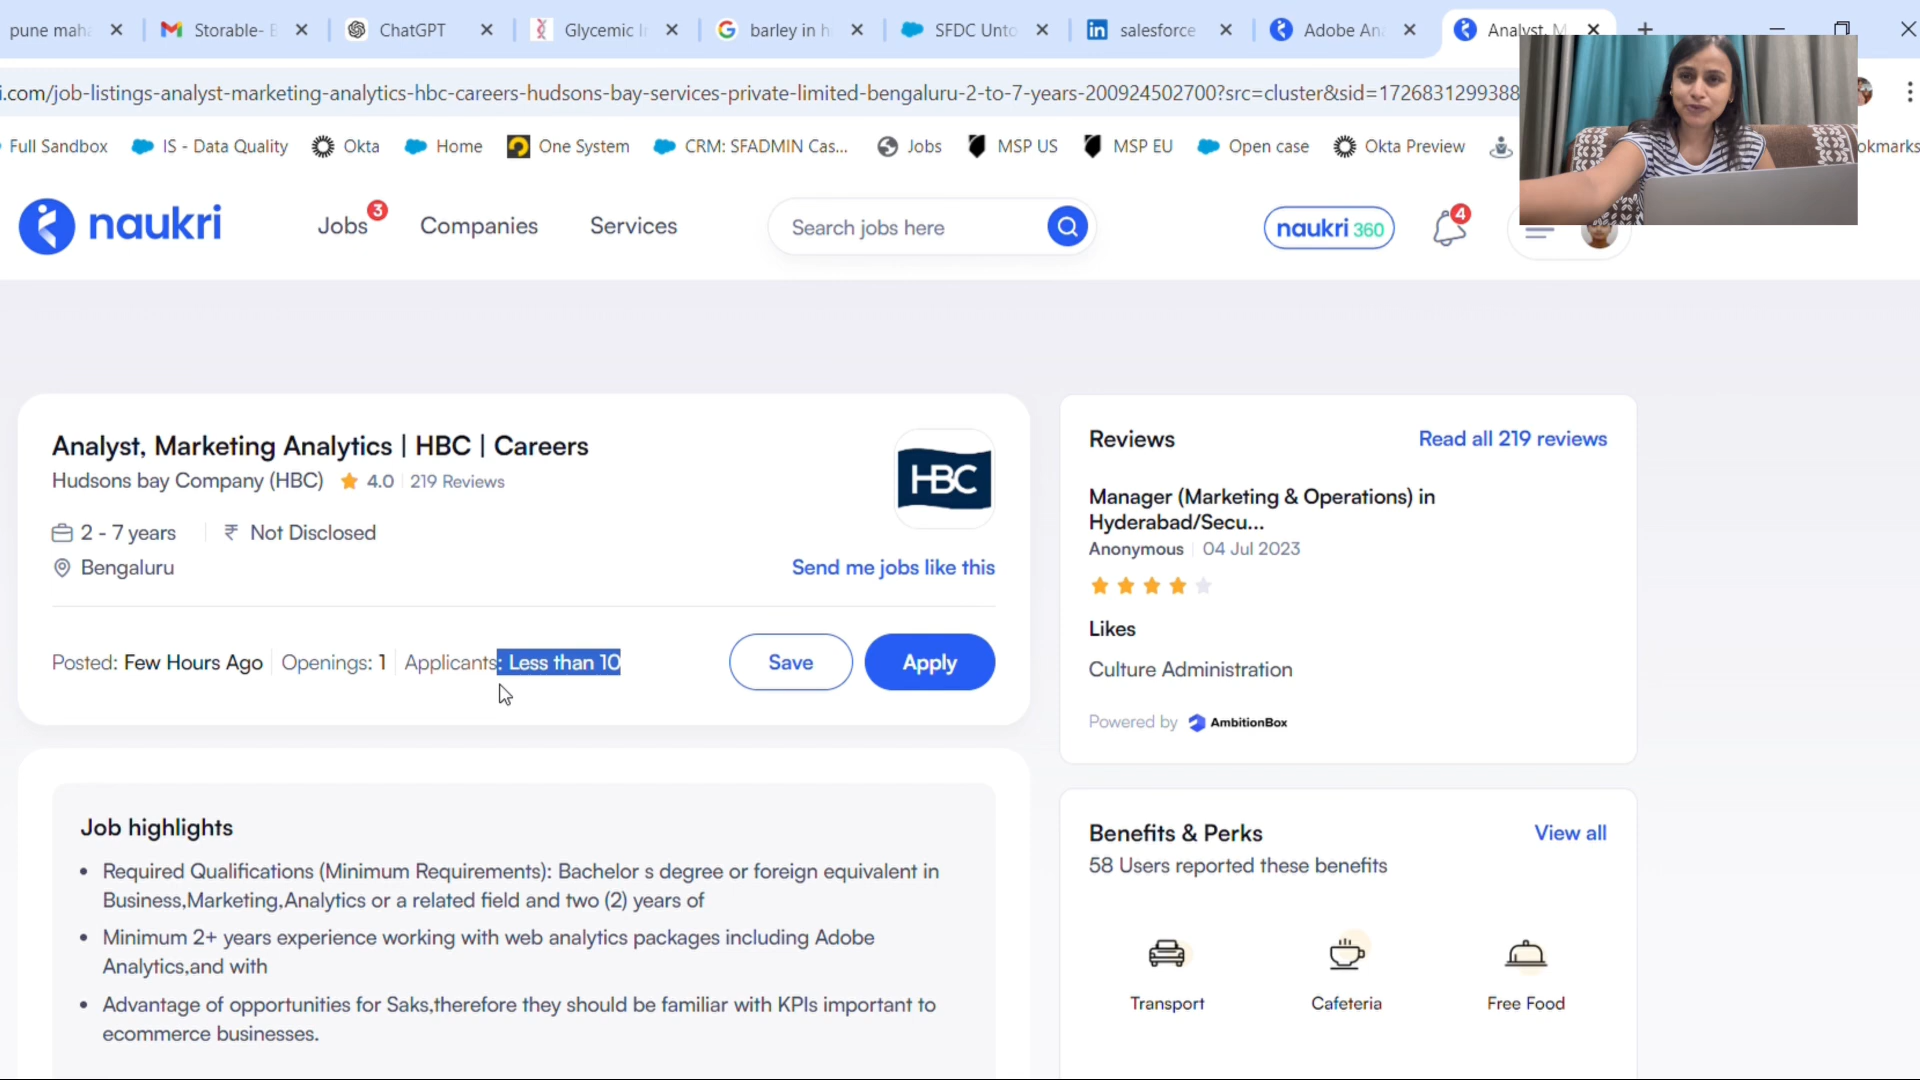 pune mah
Storable-
ChatGPT
Glycemic
barley in h
SFDC Unto
salesforce
Adobe An
Analyst, M
i.com/job-listings-analyst-marketing-analytics-hbc-careers-hudsons-bay-services-private-limited-bengaluru-2-to-7-years-200924502700?src=cluster&sid=1726831299388
Full Sandbox
IS - Data Quality
Okta
Home
One System
CRM: SFADMIN Cas...
Jobs
MSP US
MSP EU
Open case
Okta Preview
okmarks
naukri
Jobs 3
Companies
Services
Search jobs here
naukri 360
4
Analyst, Marketing Analytics | HBC | Careers
Hudsons bay Company (HBC) 4.0 219 Reviews
HBC
2 - 7 years ₹ Not Disclosed
Bengaluru
Send me jobs like this
Posted: Few Hours Ago Openings: 1 Applicants: Less than 10
Save
Apply
Job highlights
• Required Qualifications (Minimum Requirements): Bachelor s degree or foreign equivalent in
Business,Marketing,Analytics or a related field and two (2) years of
• Minimum 2+ years experience working with web analytics packages including Adobe
Analytics,and with
• Advantage of opportunities for Saks,therefore they should be familiar with KPIs important to
ecommerce businesses.
Reviews
Read all 219 reviews
Manager (Marketing & Operations) in
Hyderabad/Secu...
Anonymous 04 Jul 2023
Likes
Culture Administration
Powered by AmbitionBox
Benefits & Perks
View all
58 Users reported these benefits
Transport
Cafeteria
Free Food